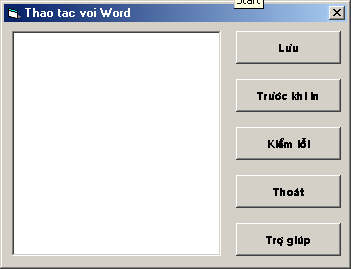 Start
Thao tac voi Word
Lưu
Trước khi in
Kiểm lỗi
Thoát
Trợ giúp